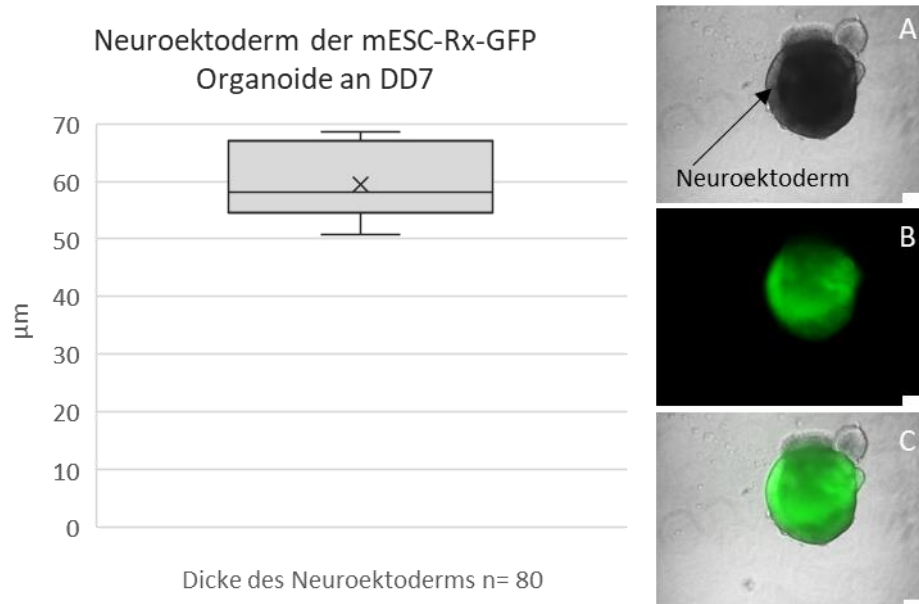 Neuroektoderm der mESC-Rx-GFP
Organoide an DD7
70
60
50
40
30
20
10
0
µm
Dicke des Neuroektoderms n= 80
A
Neuroektoderm
B
C